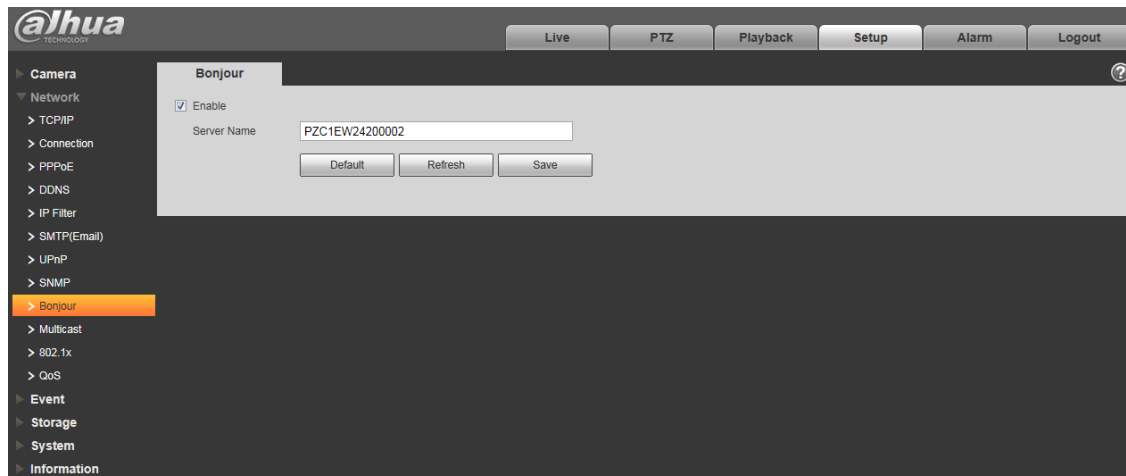 alhua
TECHNOLOGY
Live PTZ Playback Setup Alarm Logout
Camera
Network
> TCP/IP
> Connection
> PPPoE
> DDNS
> IP Filter
> SMTP(Email)
> UPnP
> SNMP
> Bonjour
> Multicast
> 802.1x
> QoS
Event
Storage
System
Information
Bonjour
?
Enable
Server Name PZC1EW24200002
Default Refresh Save